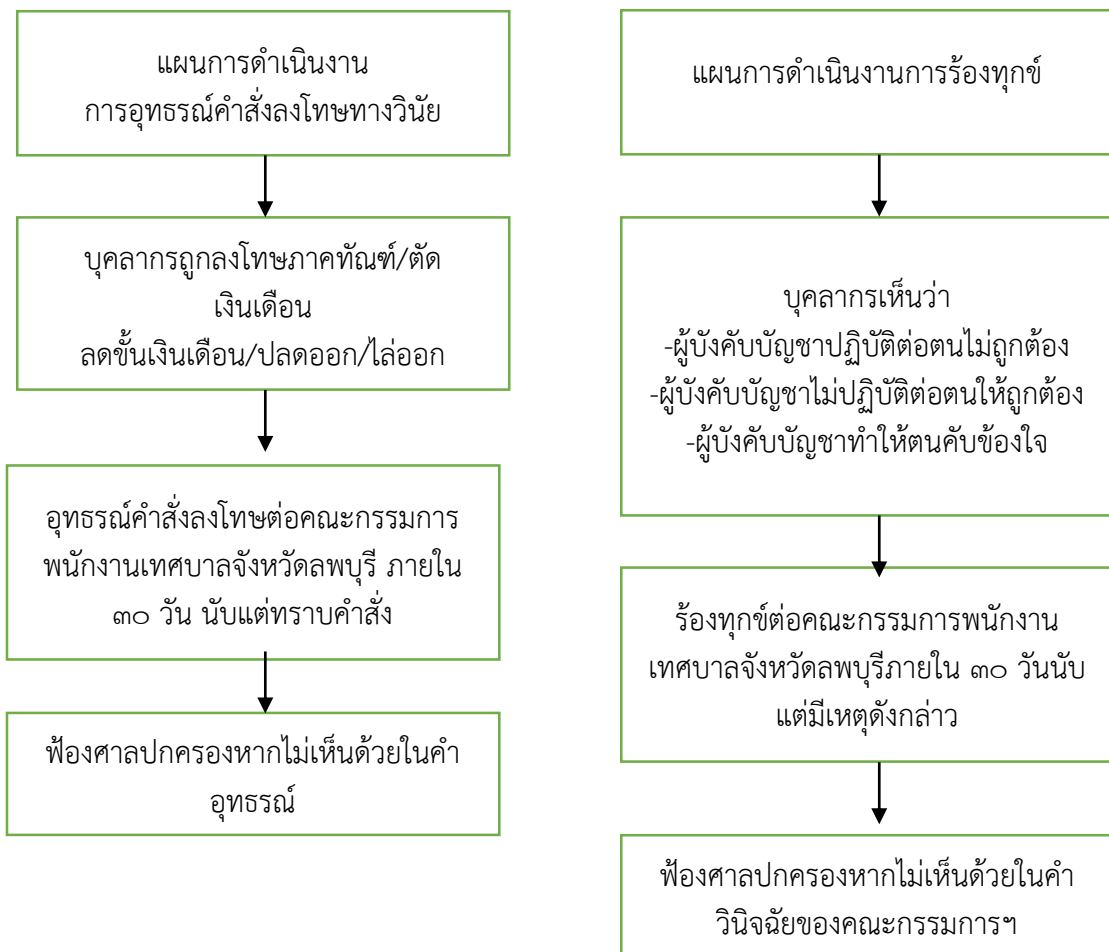 แผนการดำเนินงาน
การอุทธรณ์คำสั่งลงโทษทางวินัย
บุคลากรถูกลงโทษภาคทัณฑ์/ตัด
เงินเดือน
ลดขั้นเงินเดือน/ปลดออก/ไล่ออก
อุทธรณ์คำสั่งลงโทษต่อคณะกรรมการ
พนักงานเทศบาลจังหวัดลพบุรี ภายใน
๓๐ วัน นับแต่ทราบคำสั่ง
ฟ้องศาลปกครองหากไม่เห็นด้วยในคำ
อุทธรณ์
แผนการดำเนินงานการร้องทุกข์
บุคลากรเห็นว่า
-ผู้บังคับบัญชาปฏิบัติต่อตนไม่ถูกต้อง
-ผู้บังคับบัญชาไม่ปฏิบัติต่อตนให้ถูกต้อง
-ผู้บังคับบัญชาทำให้ตนคับข้องใจ
ร้องทุกข์ต่อคณะกรรมการพนักงาน
เทศบาลจังหวัดลพบุรีภายใน ๓๐ วันนับ
แต่มีเหตุดังกล่าว
ฟ้องศาลปกครองหากไม่เห็นด้วยในคำ
วินิจฉัยของคณะกรรมการฯ